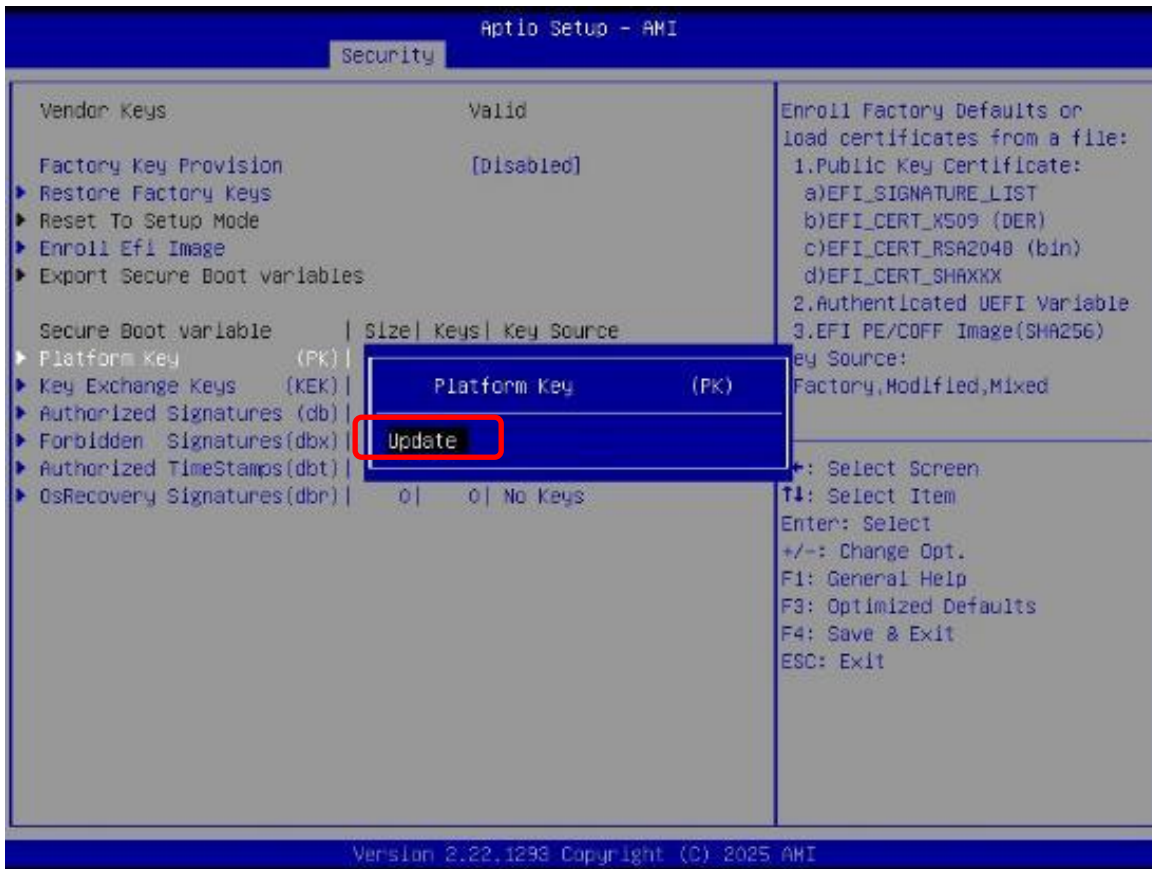 Aptio Setup - AMI
Security
Vendor Keys Valid
Factory Key Provision [Disabled]
Restore Factory Keys
Reset To Setup Mode
Enroll Efi Image
Export Secure Boot variables
Secure Boot variable | Size| Keys| Key Source
Platform Key (PK)|
Key Exchange Keys (KEK)|
Authorized Signatures (db)|
Forbidden Signatures(dbx)|
Authorized TimeStamps(dbt)|
OsRecovery Signatures(dbr)| 0| 0| No Keys
Platform Key (PK)
Update
Enroll Factory Defaults or
load certificates from a file:
1.Public Key Certificate:
a)EFI_SIGNATURE_LIST
b)EFI_CERT_X509 (DER)
c)EFI_CERT_RSA2048 (bin)
d)EFI_CERT_SHAXXX
2.Authenticated UEFI Variable
3.EFI PE/COFF Image(SHA256)
ey Source:
Factory,Modified,Mixed
: Select Screen
↑↓: Select Item
Enter: Select
+/-: Change Opt.
F1: General Help
F3: Optimized Defaults
F4: Save & Exit
ESC: Exit
Version 2.22.1293 Copyright (C) 2025 AMI